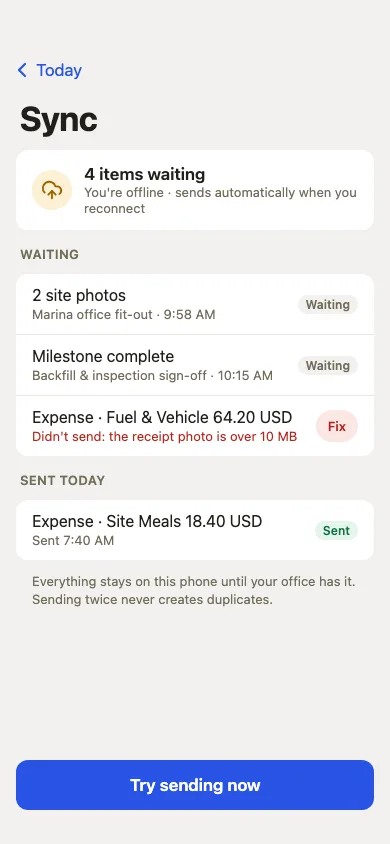 Today
Sync
4 items waiting
You're offline · sends automatically when you
reconnect
WAITING
2 site photos
Marina office fit-out · 9:58 AM
Waiting
Milestone complete
Backfill & inspection sign-off · 10:15 AM
Waiting
Expense · Fuel & Vehicle 64.20 USD
Didn't send: the receipt photo is over 10 MB
Fix
SENT TODAY
Expense · Site Meals 18.40 USD
Sent 7:40 AM
Sent
Everything stays on this phone until your office has it.
Sending twice never creates duplicates.
Try sending now